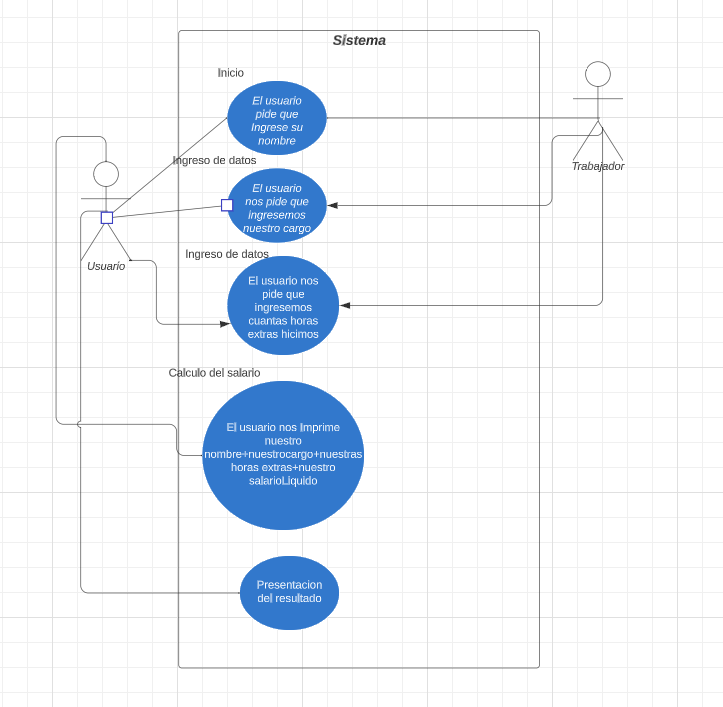 Sistema
Inicio
El usuario
pide que
Ingrese su
nombre
Trabajador
Ingreso de datos
El usuario
nos pide que
ingresemos
nuestro cargo
Usuario
Ingreso de datos
El usuario nos
pide que
ingresemos
cuantas horas
extras hicimos
Calculo del salario
El usuario nos Imprime
nuestro
nombre+nuestrocargo+nuestras
horas extras+nuestro
salarioLiquido
Presentacion
del resultado